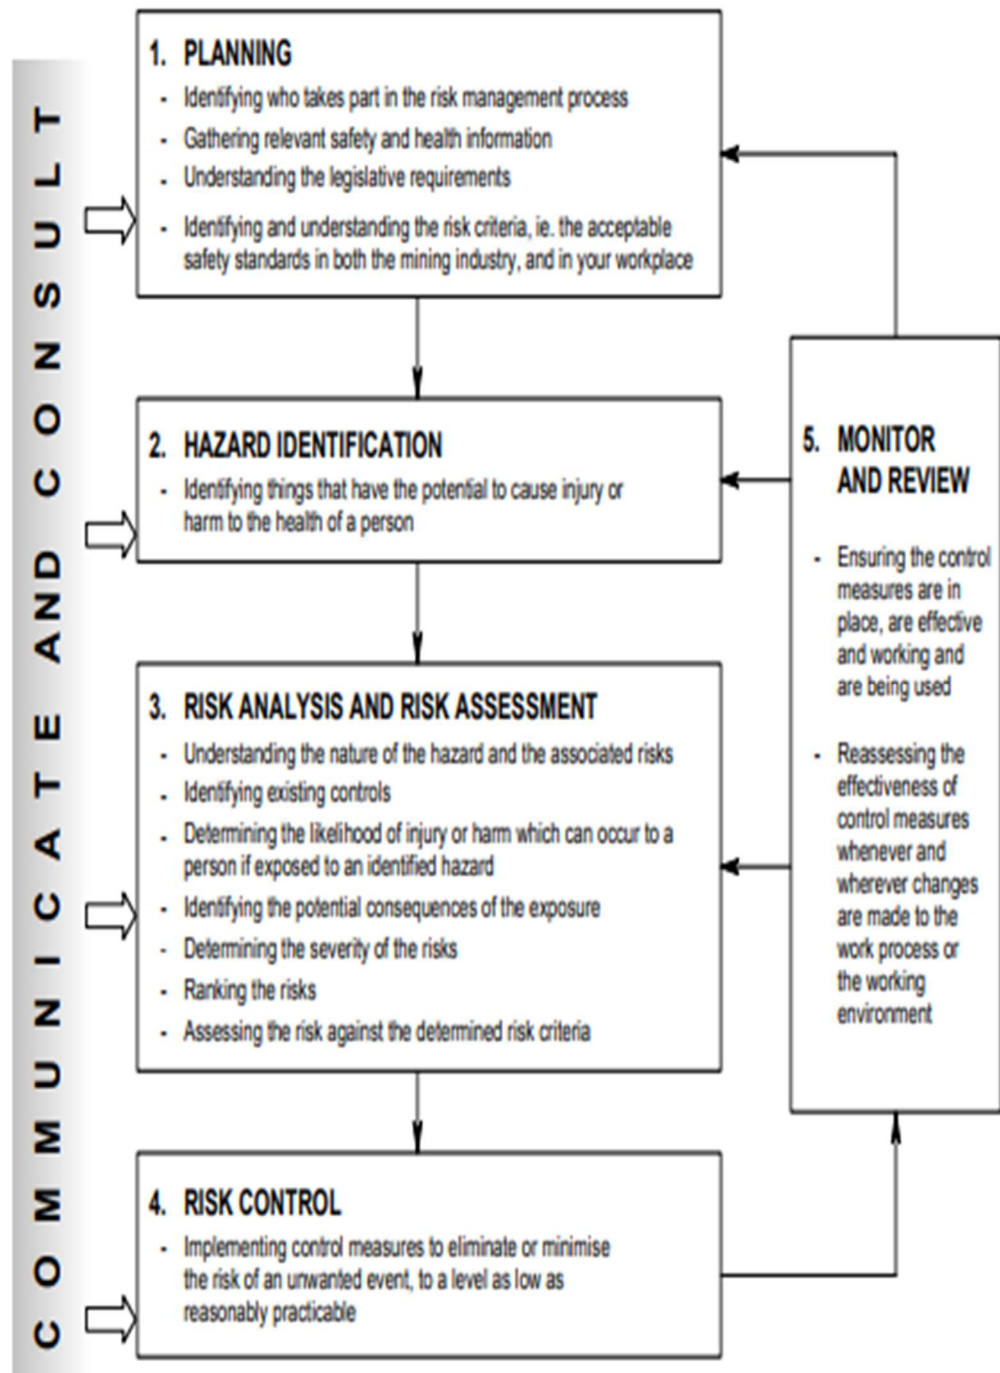 COMMUNICATE AND CONSULT
1. PLANNING
- Identifying who takes part in the risk management process
- Gathering relevant safety and health information
- Understanding the legislative requirements
- Identifying and understanding the risk criteria, ie. the acceptable
safety standards in both the mining industry, and in your workplace
2. HAZARD IDENTIFICATION
- Identifying things that have the potential to cause injury or
harm to the health of a person
3. RISK ANALYSIS AND RISK ASSESSMENT
- Understanding the nature of the hazard and the associated risks
- Identifying existing controls
- Determining the likelihood of injury or harm which can occur to a
person if exposed to an identified hazard
- Identifying the potential consequences of the exposure
- Determining the severity of the risks
- Ranking the risks
- Assessing the risk against the determined risk criteria
4. RISK CONTROL
- Implementing control measures to eliminate or minimise
the risk of an unwanted event, to a level as low as
reasonably practicable
5. MONITOR
AND REVIEW
- Ensuring the control
measures are in
place, are effective
and working and
are being used
- Reassessing the
effectiveness of
control measures
whenever and
wherever changes
are made to the
work process or
the working
environment